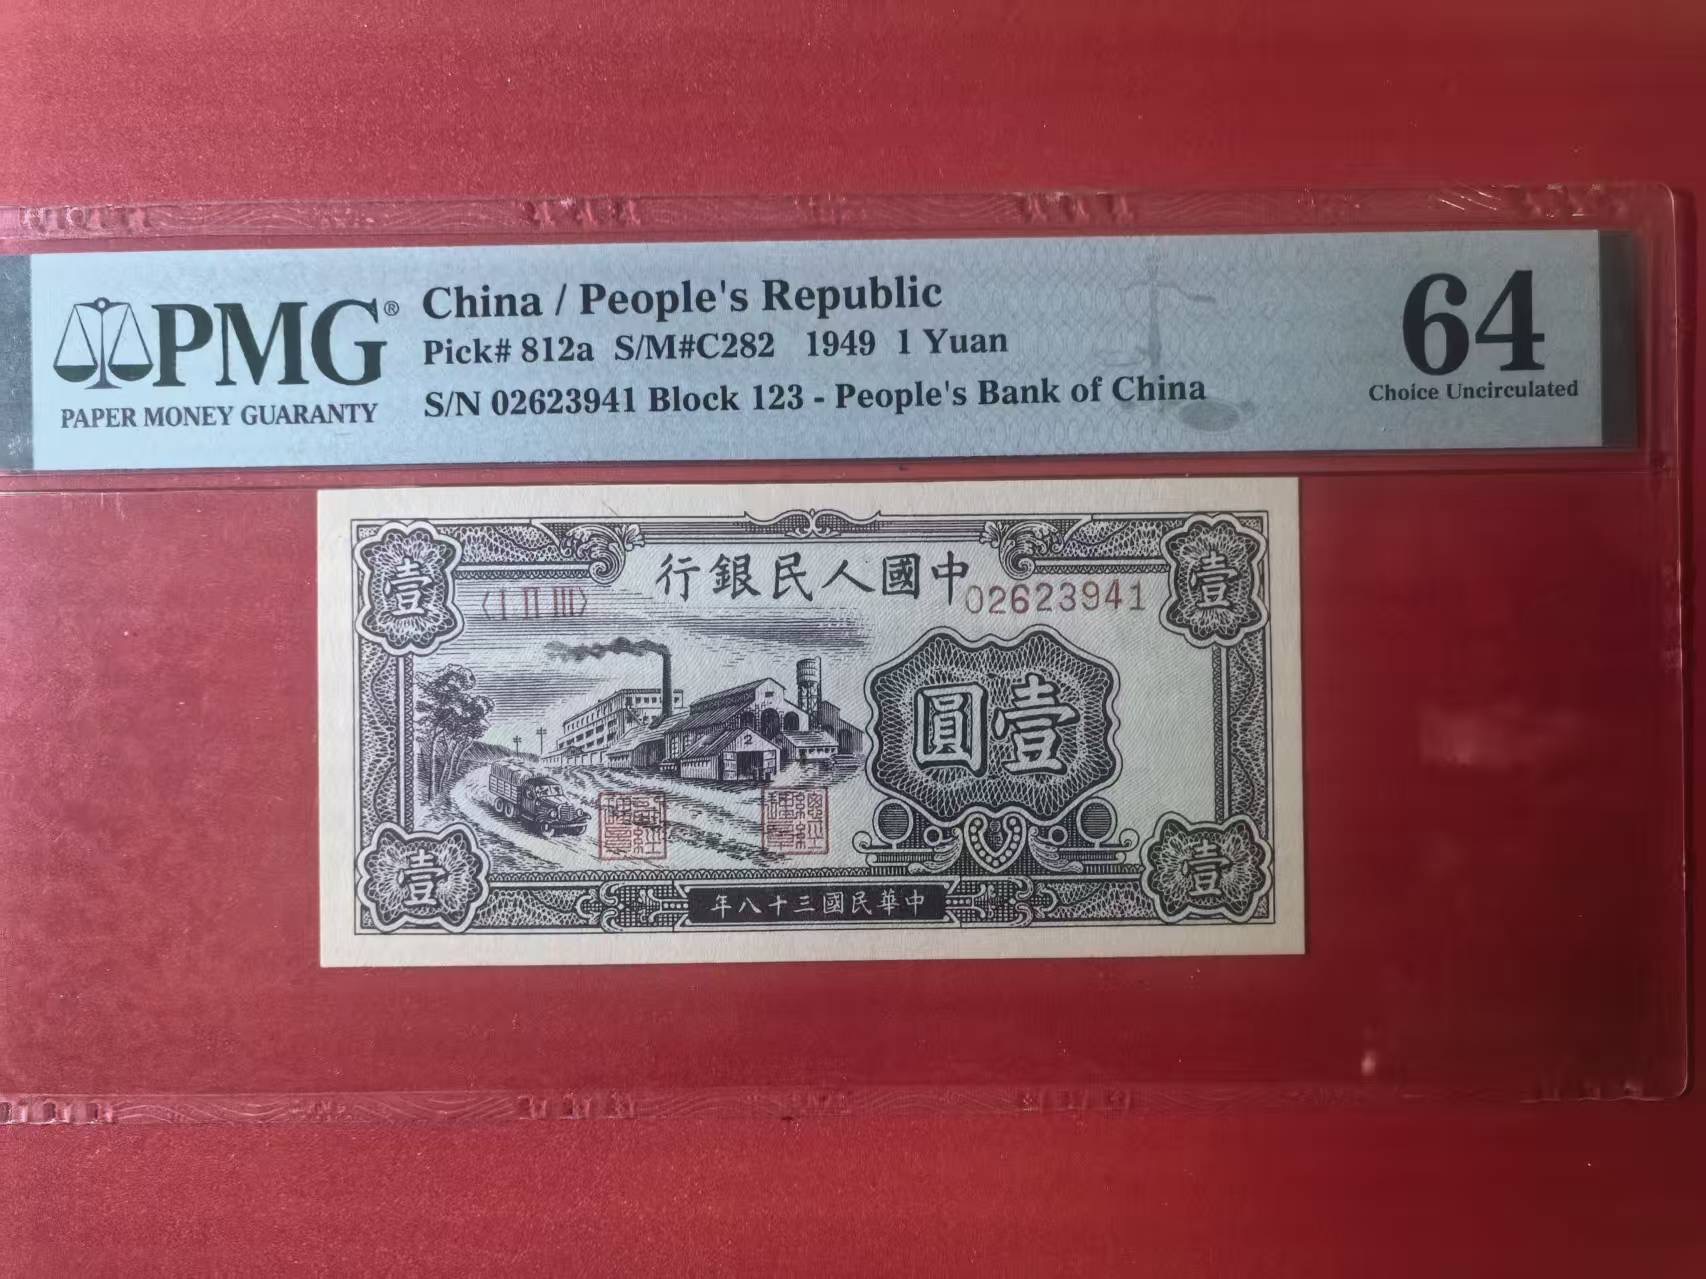 PMG®
PAPER MONEY GUARANTY
China / People's Republic
Pick# 812a S/M#C282 1949 1 Yuan
S/N 02623941 Block 123 - People's Bank of China
64
Choice Uncirculated
行銀民人國中
壹
壹
〈I II III〉
02623941
圓壹
2
壹
壹
年八十三國民華中